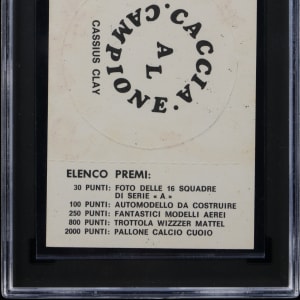 CACCIA
AL
CAMPIONE
CASSIUS CLAY
ELENCO PREMI:
30 PUNTI: FOTO DELLE 16 SQUADRE
DI SERIE « A »
100 PUNTI: AUTOMODELLO DA COSTRUIRE
250 PUNTI: FANTASTICI MODELLI AEREI
800 PUNTI: TROTTOLA WIZZZER MATTEL
2000 PUNTI: PALLONE CALCIO CUOIO